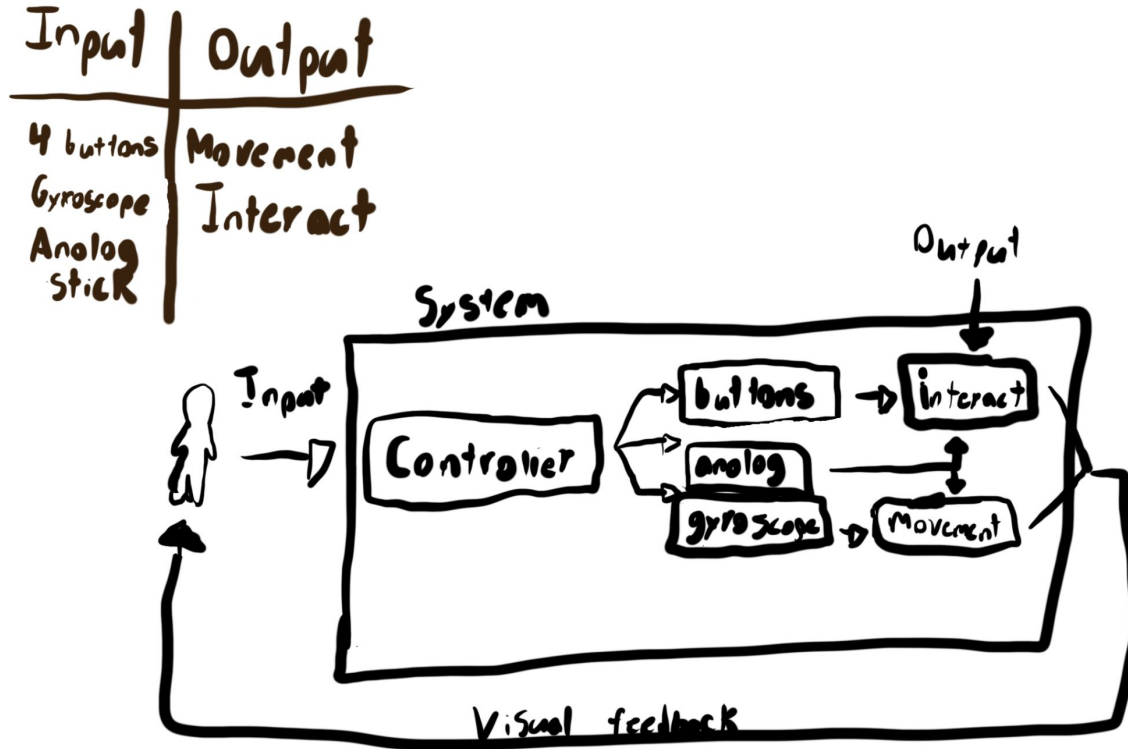 Input Output
4 buttons Movement
Gyroscope Interact
Anolog
stick
Output
System
Input
buttons interact
Controller
anolog
gyroscope movement
Visual feedback